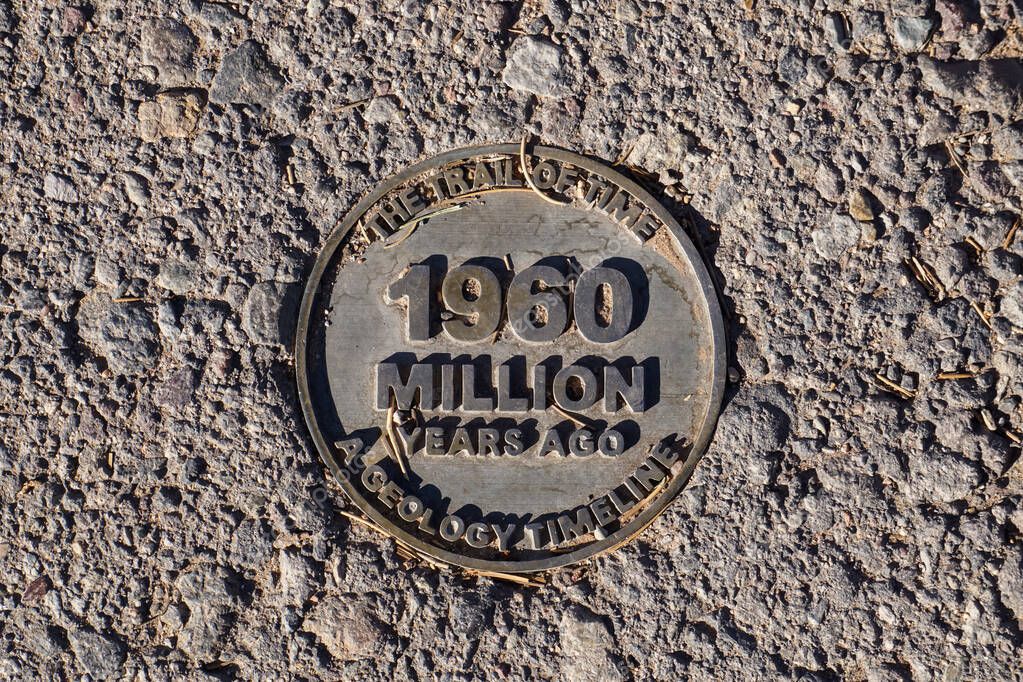 THE TRAIL OF TIME
1960
MILLION
YEARS AGO
A GEOLOGY TIMELINE